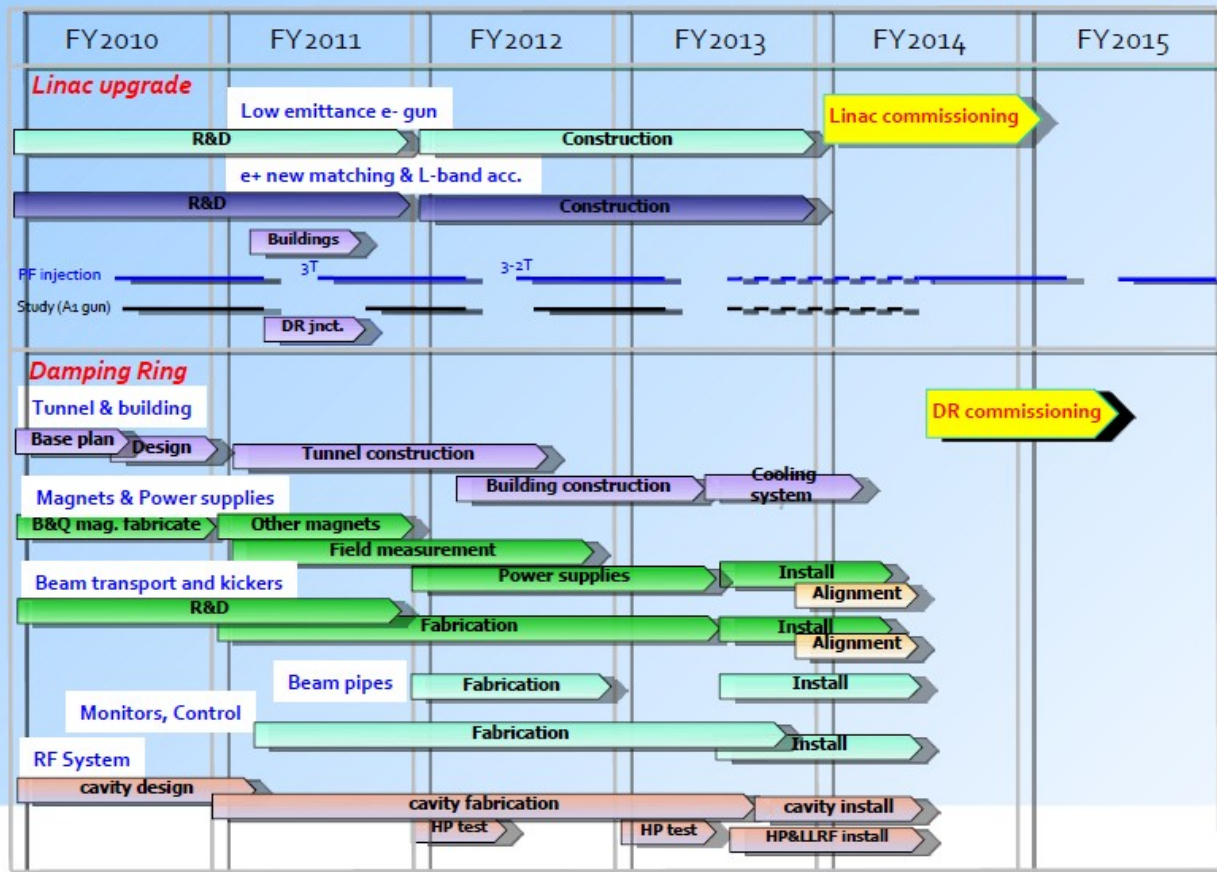 FY2010 FY2011 FY2012 FY2013 FY2014 FY2015
Linac upgrade
Low emittance e- gun
Linac commissioning
R&D Construction
e+ new matching & L-band acc.
R&D Construction
Buildings
PF injection 3T 3-2T
Study (A1 gun)
DR jnct.
Damping Ring
Tunnel & building
DR commissioning
Base plan Design Tunnel construction
Building construction Cooling
system
Magnets & Power supplies
B&Q mag. fabricate Other magnets
Field measurement
Power supplies Install
Alignment
Beam transport and kickers
R&D
Fabrication Install
Alignment
Beam pipes Fabrication Install
Monitors, Control
Fabrication
Install
RF System
cavity design
cavity fabrication cavity install
HP test HP test HP&LLRF install